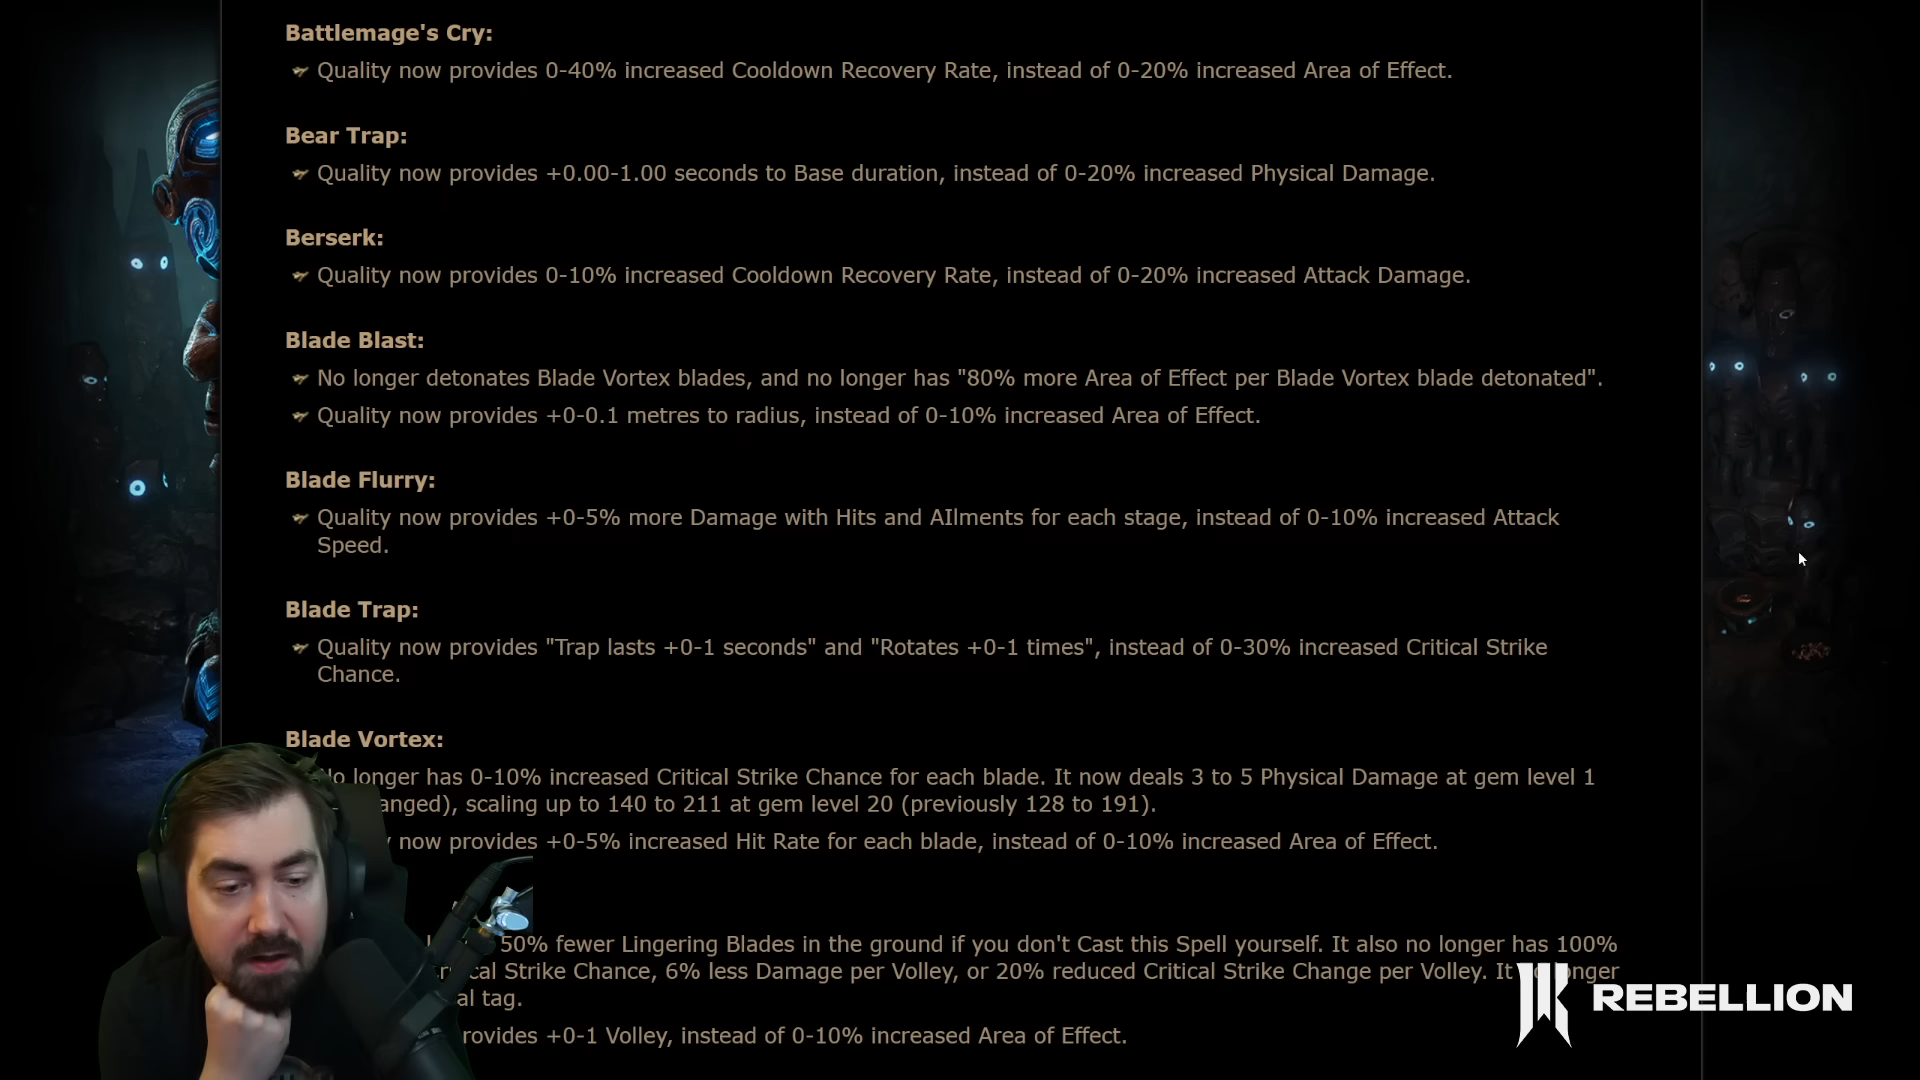 Battlemage's Cry:
Quality now provides 0-40% increased Cooldown Recovery Rate, instead of 0-20% increased Area of Effect.
Bear Trap:
Quality now provides +0.00-1.00 seconds to Base duration, instead of 0-20% increased Physical Damage.
Berserk:
Quality now provides 0-10% increased Cooldown Recovery Rate, instead of 0-20% increased Attack Damage.
Blade Blast:
No longer detonates Blade Vortex blades, and no longer has "80% more Area of Effect per Blade Vortex blade detonated".
Quality now provides +0-0.1 metres to radius, instead of 0-10% increased Area of Effect.
Blade Flurry:
Quality now provides +0-5% more Damage with Hits and AIlments for each stage, instead of 0-10% increased Attack
Speed.
Blade Trap:
Quality now provides "Trap lasts +0-1 seconds" and "Rotates +0-1 times", instead of 0-30% increased Critical Strike
Chance.
Blade Vortex:
longer has 0-10% increased Critical Strike Chance for each blade. It now deals 3 to 5 Physical Damage at gem level 1
scaling up to 140 to 211 at gem level 20 (previously 128 to 191).
now provides +0-5% increased Hit Rate for each blade, instead of 0-10% increased Area of Effect.
50% fewer Lingering Blades in the ground if you don't Cast this Spell yourself. It also no longer has 100%
Strike Chance, 6% less Damage per Volley, or 20% reduced Critical Strike Change per Volley. It
tag.
+0-1 Volley, instead of 0-10% increased Area of Effect.
REBELLION